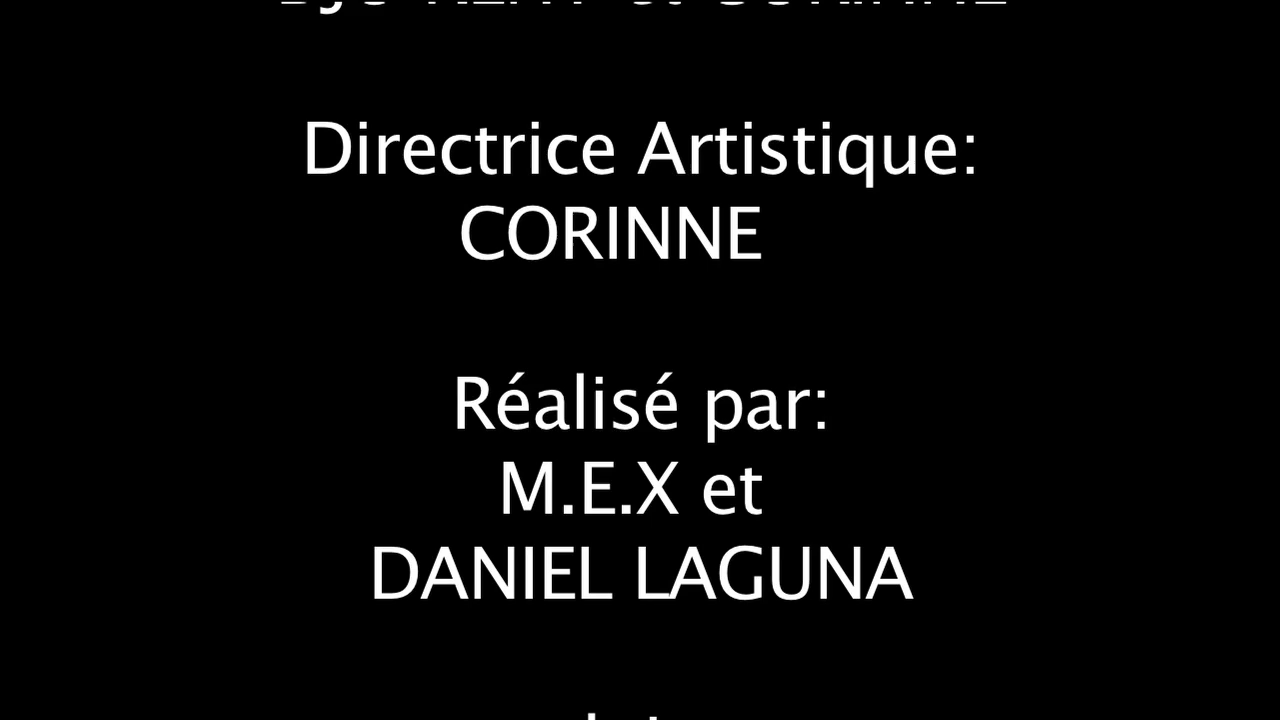 Directrice Artistique:
CORINNE
Réalisé par:
M.E.X et
DANIEL LAGUNA